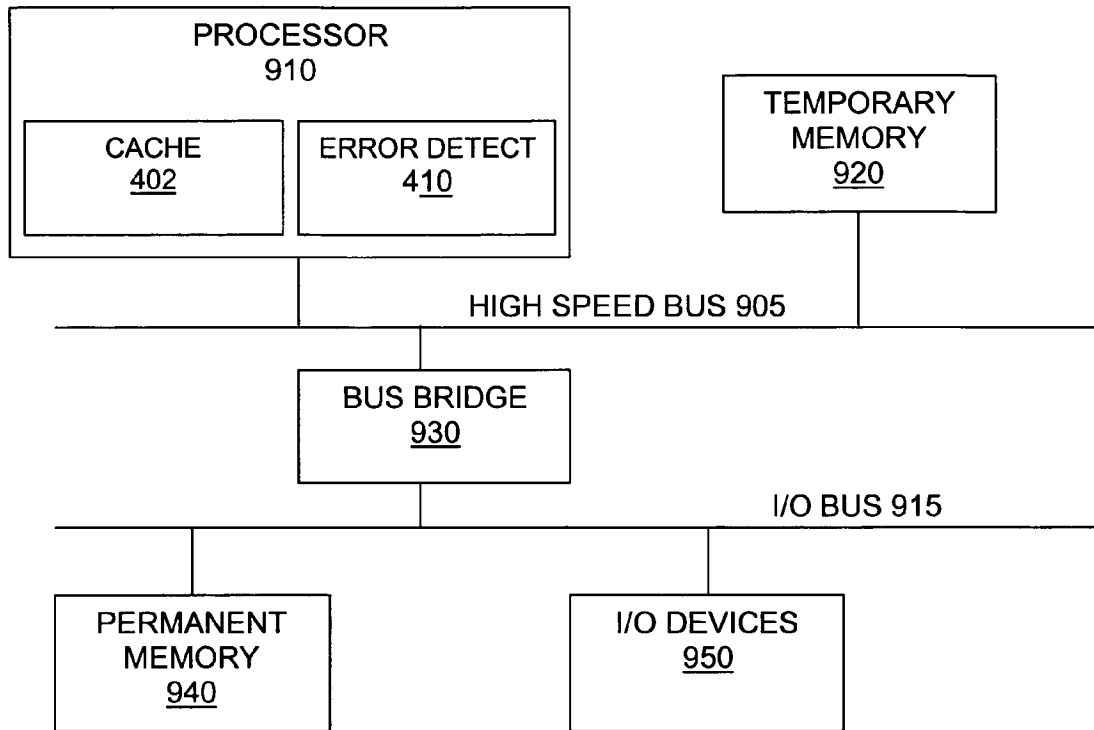 PROCESSOR
910
CACHE
402
ERROR DETECT
410
TEMPORARY
MEMORY
920
HIGH SPEED BUS 905
BUS BRIDGE
930
I/O BUS 915
PERMANENT
MEMORY
940
I/O DEVICES
950